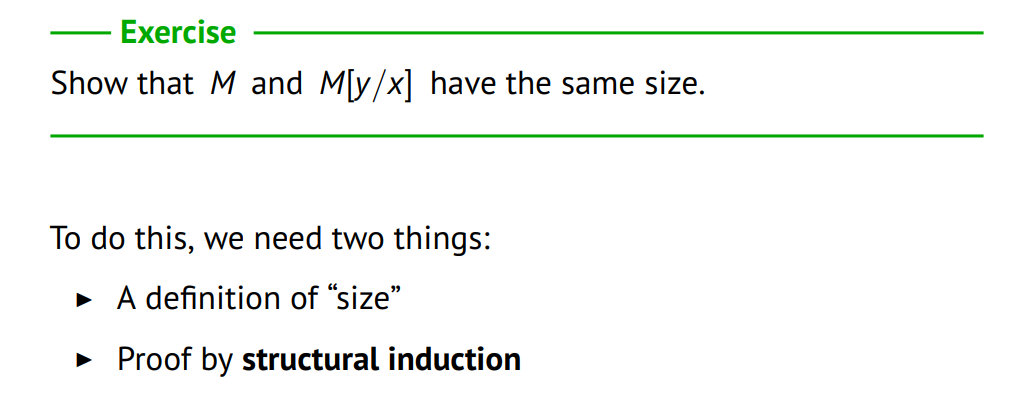 Exercise
Show that M and M[y/x] have the same size.
To do this, we need two things:
▶ A definition of “size”
▶ Proof by structural induction